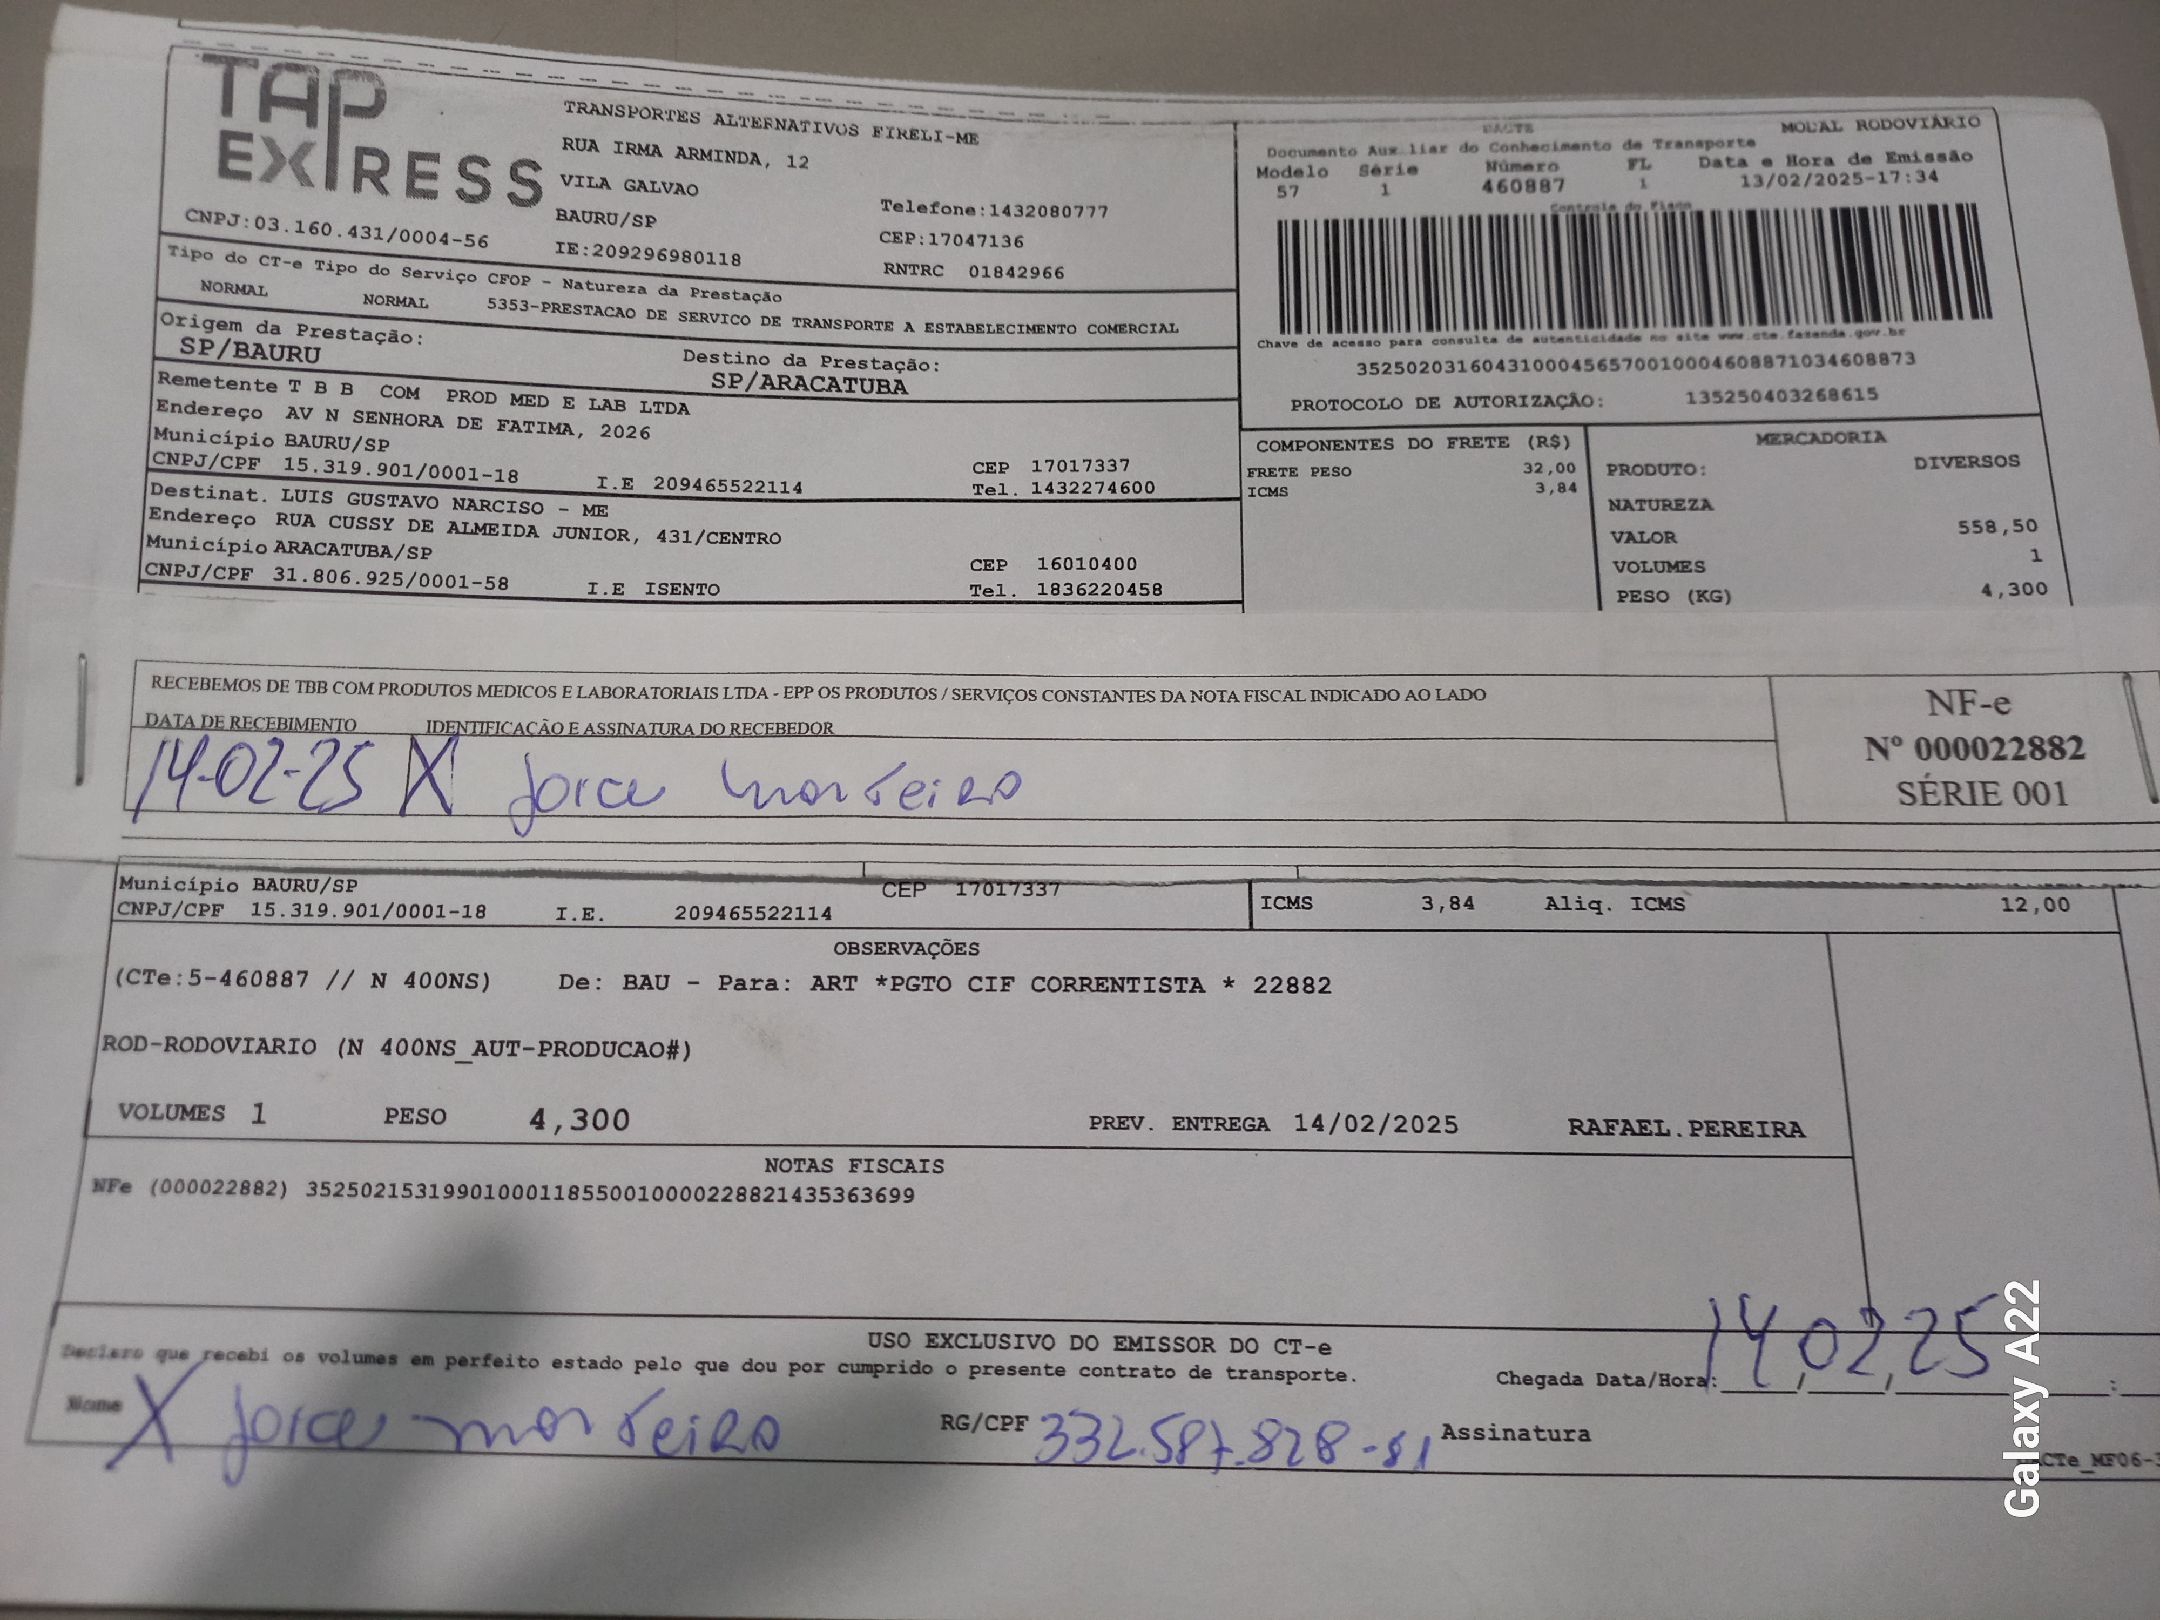 TAP
EXPRESS
TRANSPORTES ALTERNATIVOS EIRELI-ME
RUA IRMA ARMINDA, 12
VILA GALVAO
BAURU/SP
IE:209296980118
Telefone:1432080777
CEP:17047136
RNTRC 01842966
CNPJ:03.160.431/0004-56
Tipo do CT-e Tipo do Serviço CFOP - Natureza da Prestação
NORMAL NORMAL 5353-PRESTACAO DE SERVICO DE TRANSPORTE A ESTABELECIMENTO COMERCIAL
Origem da Prestação:
SP/BAURU
Destino da Prestação:
SP/ARACATUBA
Remetente T B B COM PROD MED E LAB LTDA
Endereço AV N SENHORA DE FATIMA, 2026
Município BAURU/SP CEP 17017337
CNPJ/CPF 15.319.901/0001-18 I.E 209465522114 Tel. 1432274600
Destinat. LUIS GUSTAVO NARCISO - ME
Endereço RUA CUSSY DE ALMEIDA JUNIOR, 431/CENTRO
Município ARACATUBA/SP CEP 16010400
CNPJ/CPF 31.806.925/0001-58 I.E ISENTO Tel. 1836220458
DACTE MODAL RODOVIÁRIO
Documento Auxiliar do Conhecimento de Transporte
Modelo Série Número FL Data e Hora de Emissão
57 1 460887 1 13/02/2025-17:34
Controle do Fisco
Chave de acesso para consulta de autenticidade no site www.cte.fazenda.gov.br
35250203160431000456570010004608871034608873
PROTOCOLO DE AUTORIZAÇÃO: 135250403268615
COMPONENTES DO FRETE (R$)
FRETE PESO 32,00
ICMS 3,84
MERCADORIA
PRODUTO: DIVERSOS
NATUREZA
VALOR 558,50
VOLUMES 1
PESO (KG) 4,300
RECEBEMOS DE TBB COM PRODUTOS MEDICOS E LABORATORIAIS LTDA - EPP OS PRODUTOS / SERVIÇOS CONSTANTES DA NOTA FISCAL INDICADO AO LADO
DATA DE RECEBIMENTO IDENTIFICAÇÃO E ASSINATURA DO RECEBEDOR
14-02-25 X Jorce monteiro
NF-e
Nº 000022882
SÉRIE 001
Município BAURU/SP CEP 17017337
CNPJ/CPF 15.319.901/0001-18 I.E. 209465522114
ICMS 3,84 Aliq. ICMS 12,00
OBSERVAÇÕES
(CTe:5-460887 // N 400NS) De: BAU - Para: ART *PGTO CIF CORRENTISTA * 22882
ROD-RODOVIARIO (N 400NS_AUT-PRODUCAO#)
VOLUMES 1 PESO 4,300 PREV. ENTREGA 14/02/2025 RAFAEL.PEREIRA
NOTAS FISCAIS
NFe (000022882) 35250215319901000118550010000228821435363699
USO EXCLUSIVO DO EMISSOR DO CT-e
Declaro que recebi os volumes em perfeito estado pelo que dou por cumprido o presente contrato de transporte.
Chegada Data/Hora: 14/02/25 :
Nome X Jorce monteiro RG/CPF 332.587.828-81 Assinatura
Galaxy A22